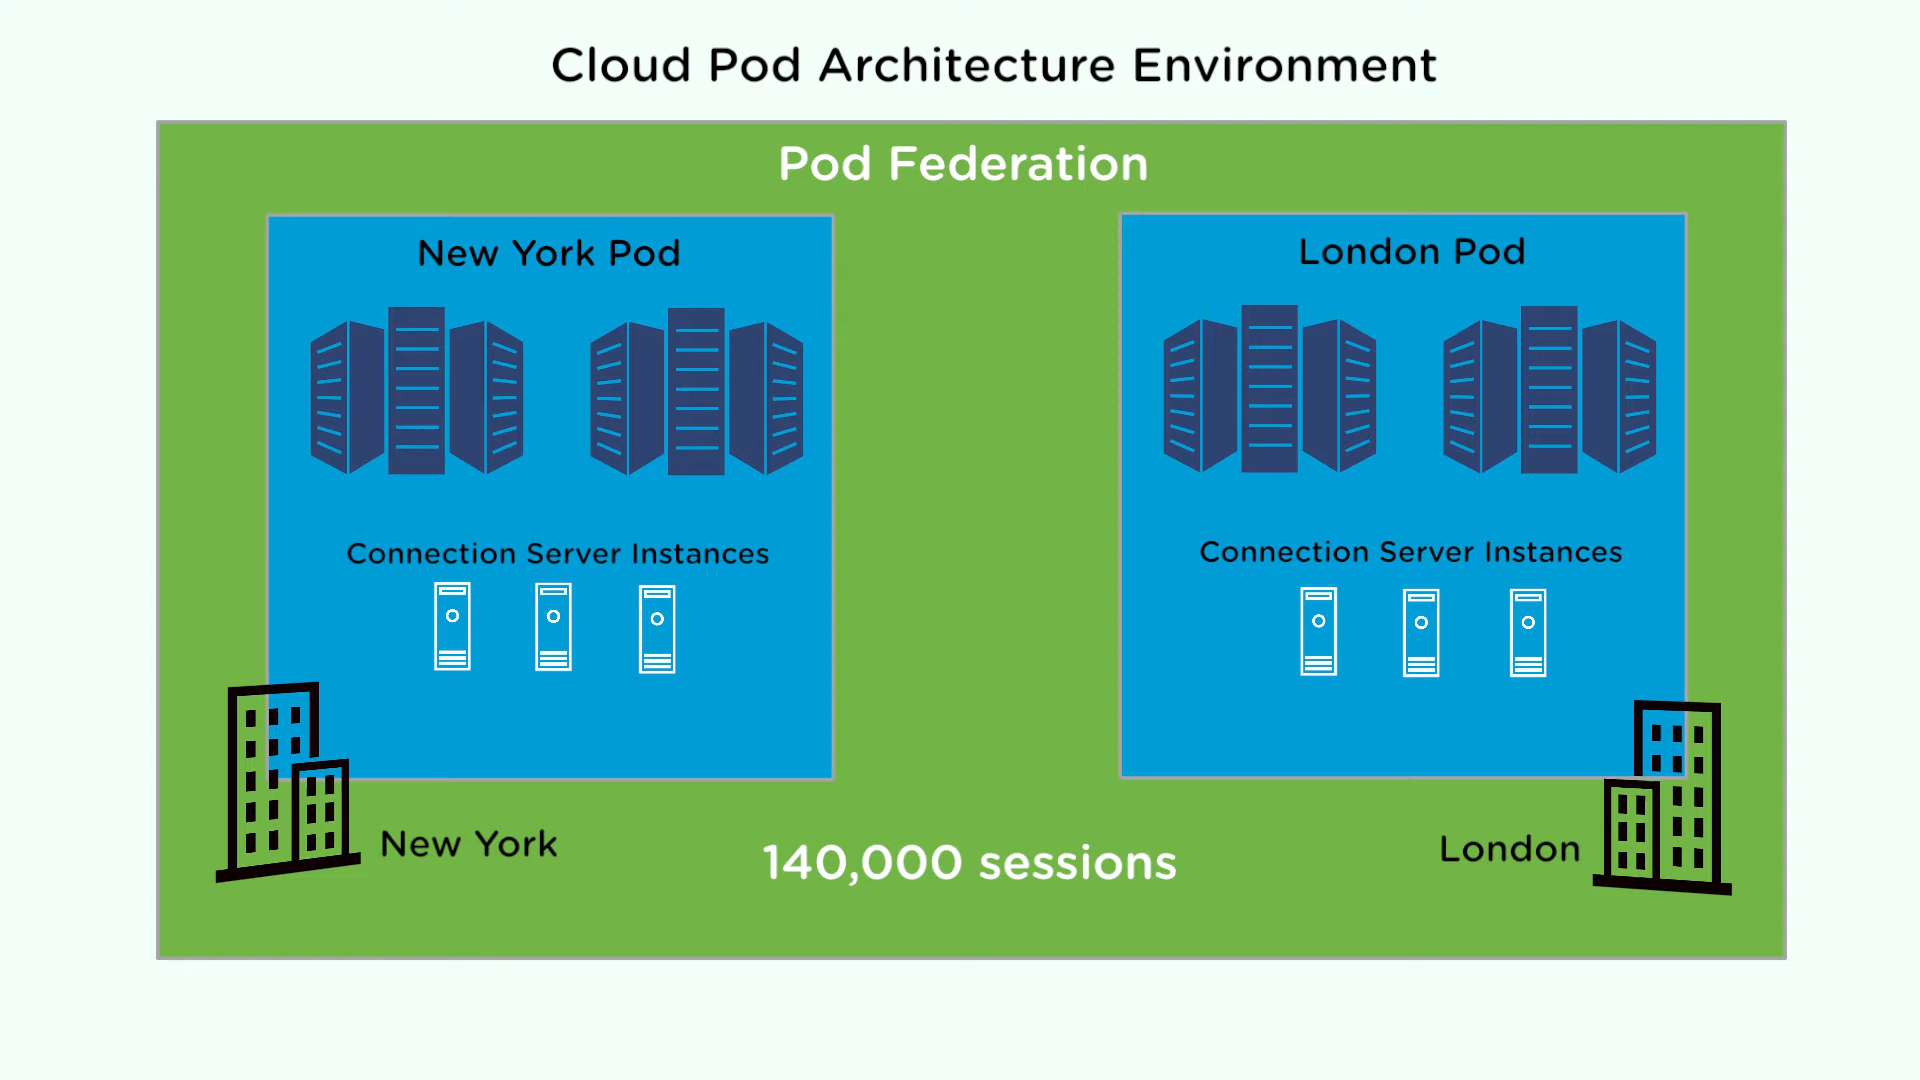 Cloud Pod Architecture Environment
Pod Federation
New York Pod
London Pod
Connection Server Instances
Connection Server Instances
New York
140,000 sessions
London